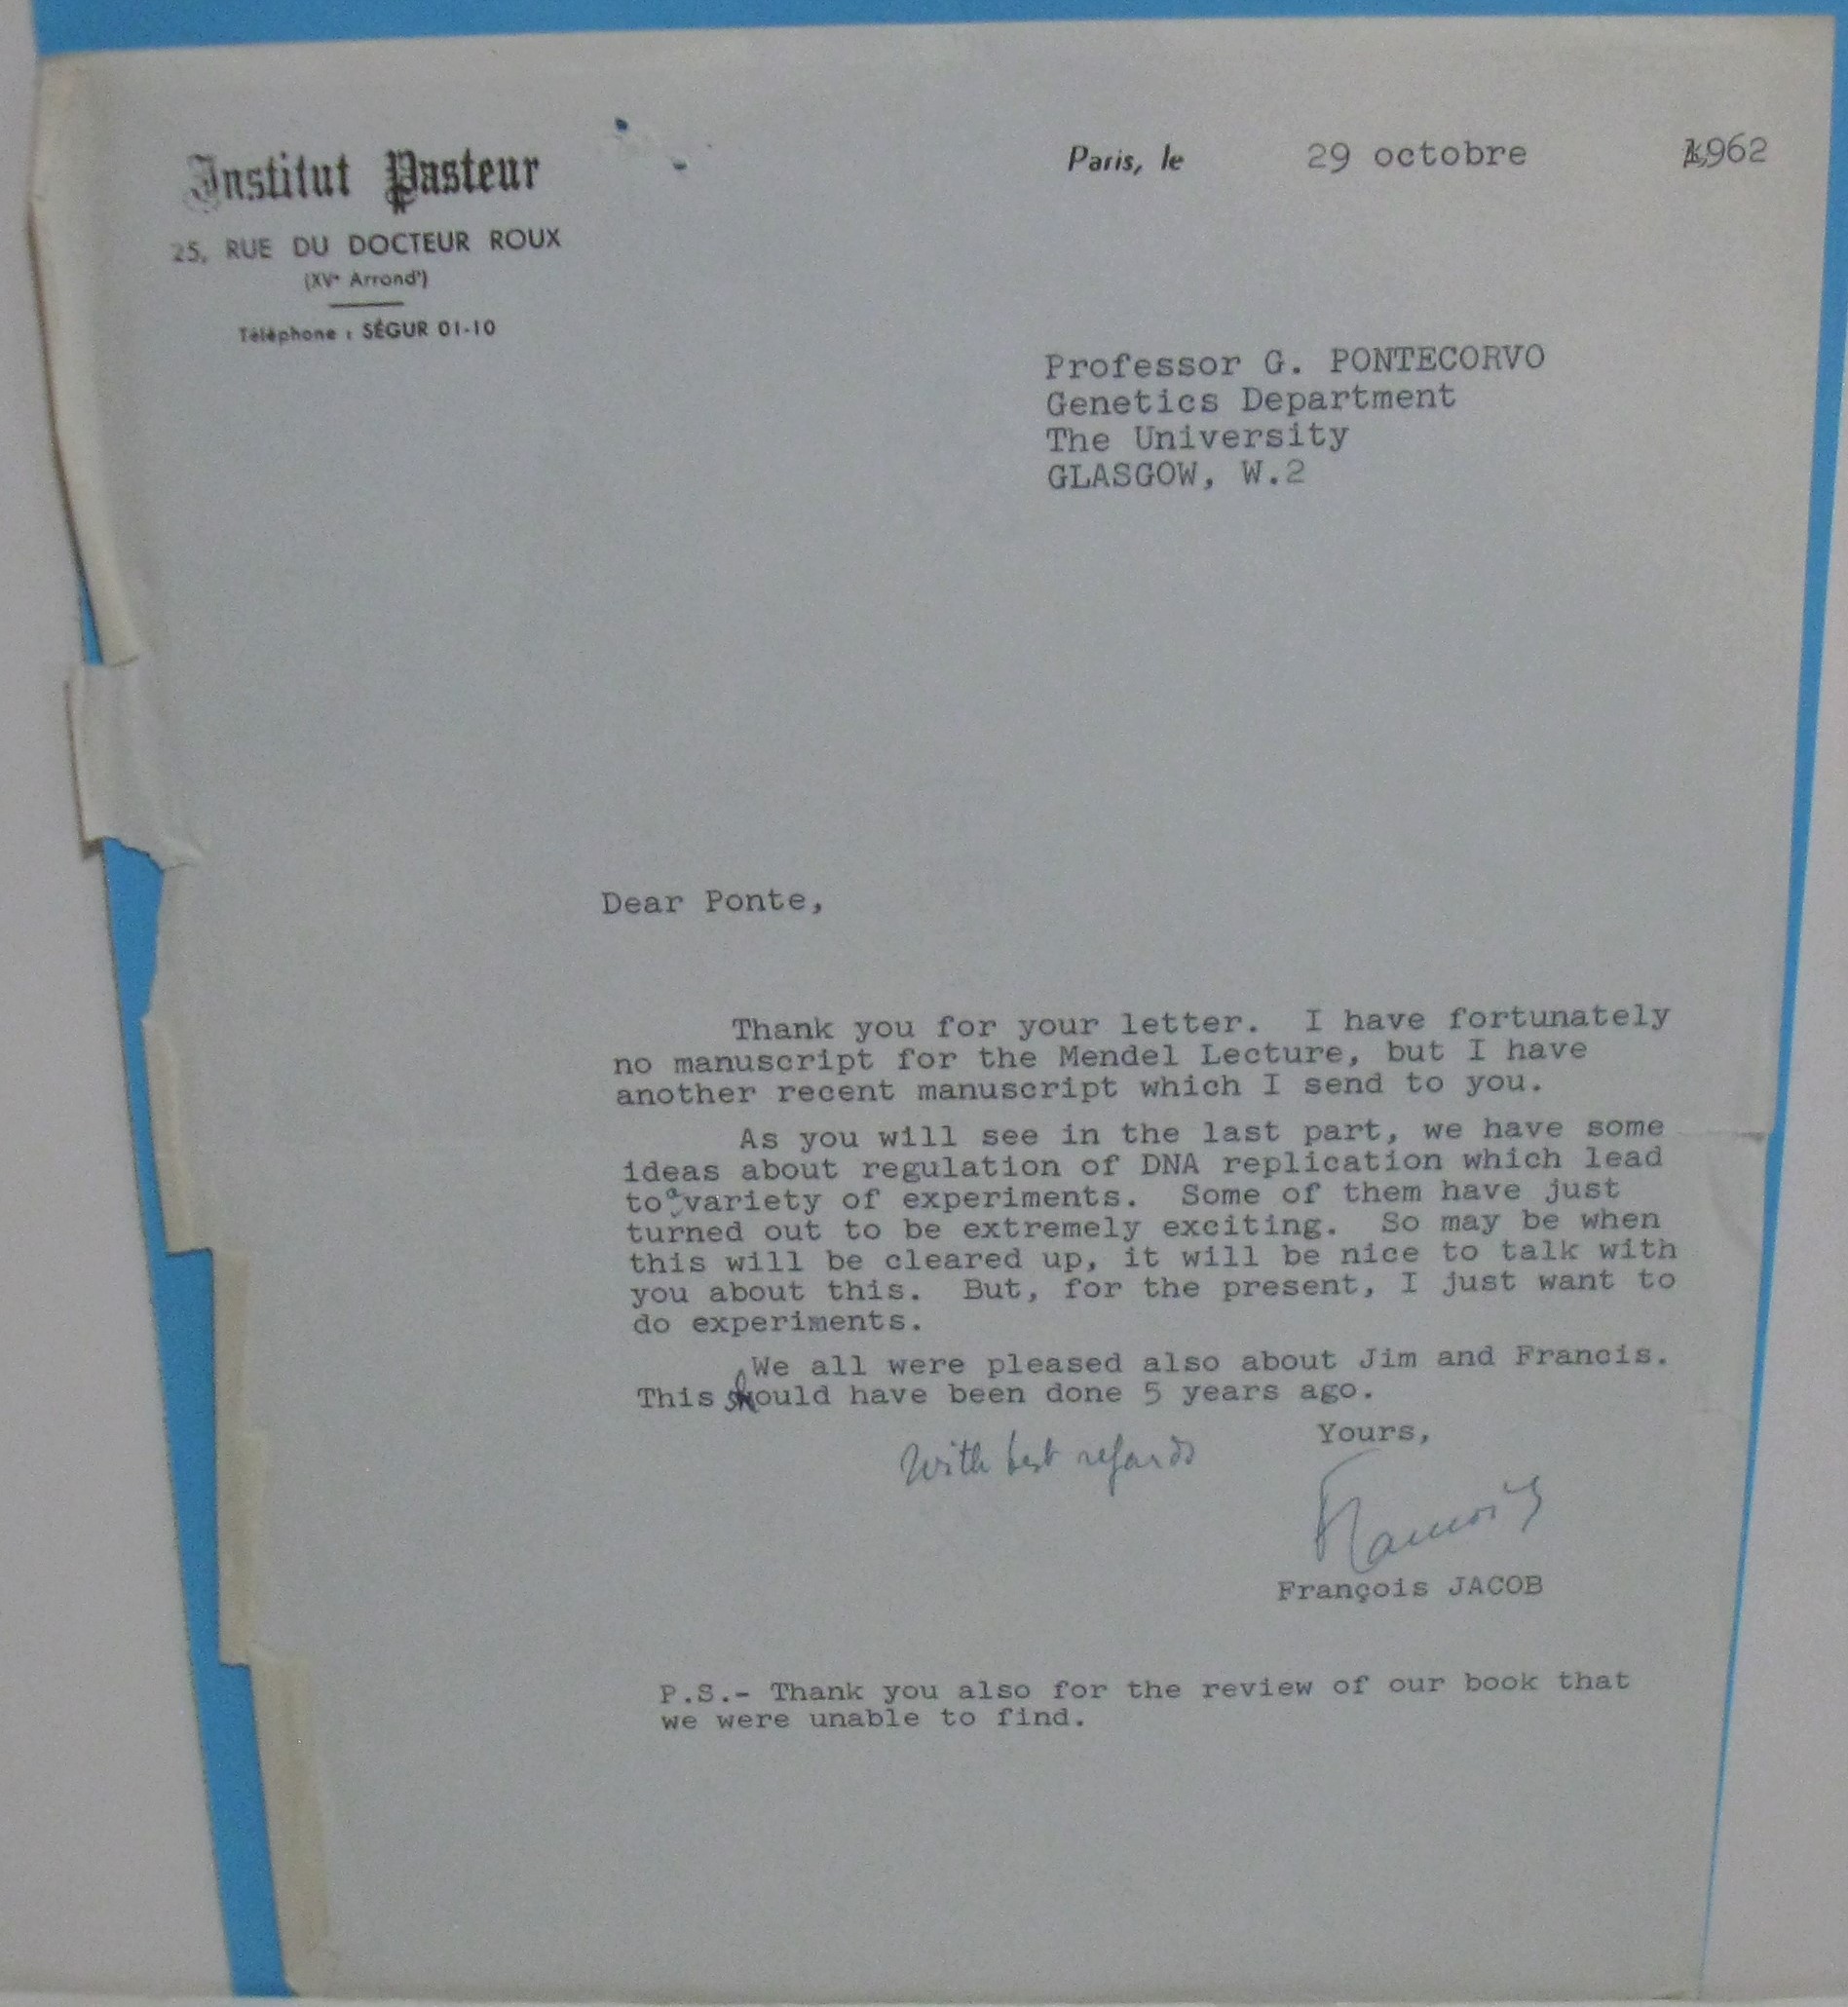 Institut Pasteur
25, RUE DU DOCTEUR ROUX
(XVe Arrondt)
Téléphone : SÉGUR 01-10
Paris, le 29 octobre 1962
Professor G. PONTECORVO
Genetics Department
The University
GLASGOW, W.2
Dear Ponte,
Thank you for your letter. I have fortunately
no manuscript for the Mendel Lecture, but I have
another recent manuscript which I send to you.
As you will see in the last part, we have some
ideas about regulation of DNA replication which lead
to a variety of experiments. Some of them have just
turned out to be extremely exciting. So may be when
this will be cleared up, it will be nice to talk with
you about this. But, for the present, I just want to
do experiments.
We all were pleased also about Jim and Francis.
This should have been done 5 years ago.
Yours,
With best regards
François
François JACOB
P.S.- Thank you also for the review of our book that
we were unable to find.